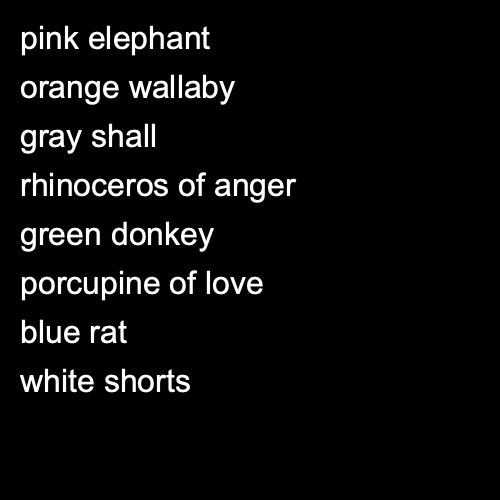 pink elephant
orange wallaby
gray shall
rhinoceros of anger
green donkey
porcupine of love
blue rat
white shorts